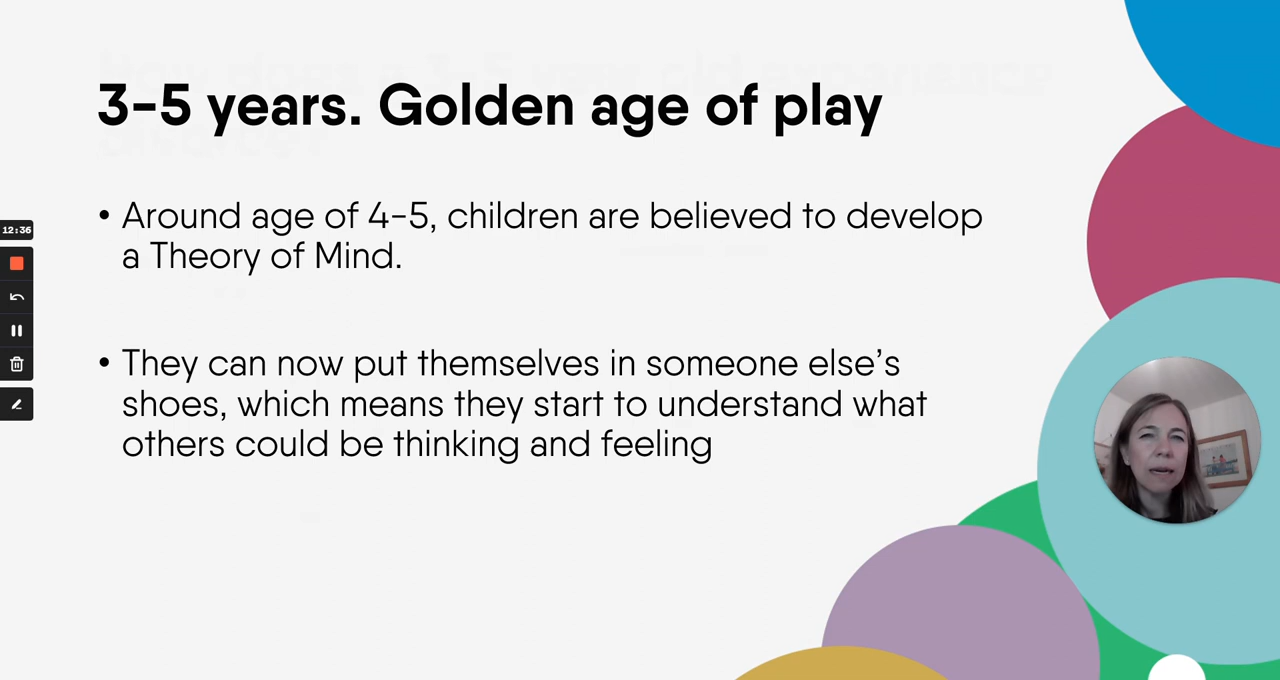 3-5 years. Golden age of play
• Around age of 4-5, children are believed to develop
a Theory of Mind.
• They can now put themselves in someone else’s
shoes, which means they start to understand what
others could be thinking and feeling
12:36